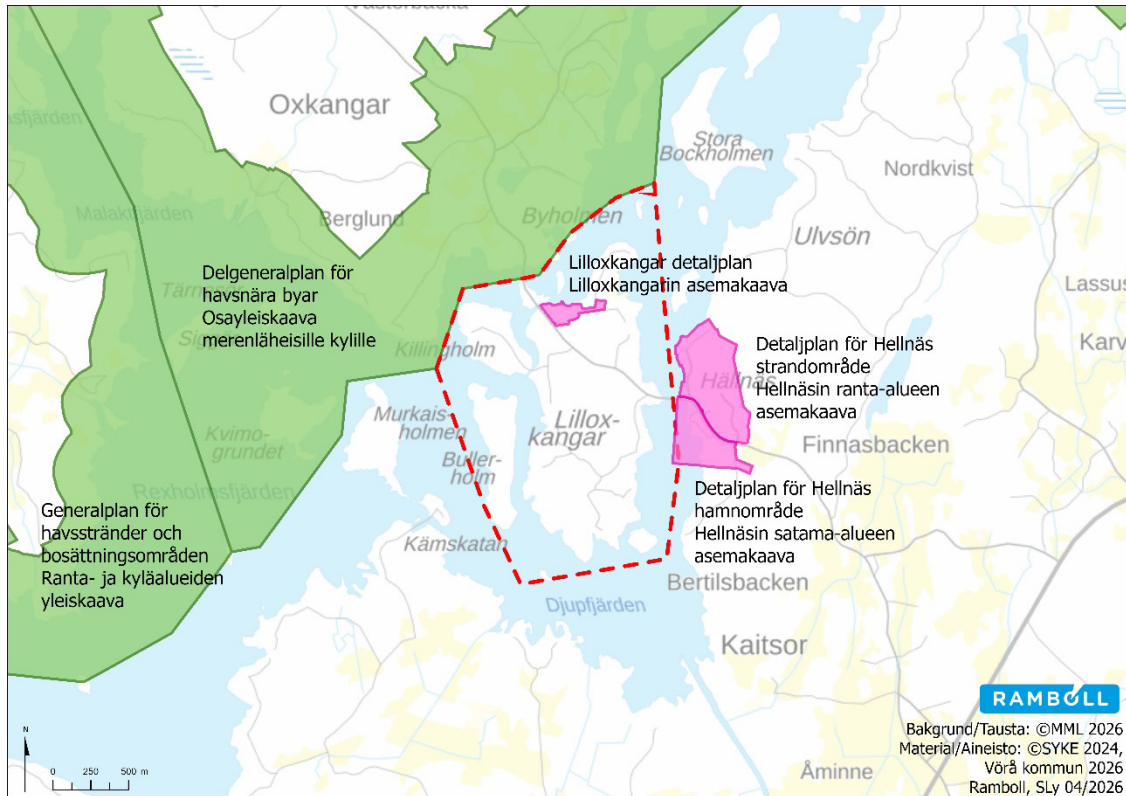 Västerbacka
Oxkangar
Stora
Bockholmen
Nordkvist
Malaktfjärden
Berglund
Byholmen
Ulvsön
Delgeneralplan för
havsnära byar
Osayleiskaava
merenläheisille kylille
Lilloxkangar detaljplan
Lilloxkangarin asemakaava
Lassus
Killingholm
Detaljplan för Hellnäs
strandområde
Hellnäsin ranta-alueen
asemakaava
Karv
Hällnäs
Murkais-
holmen
Lillox-
kangar
Kvimo-
grundet
Finnasbacken
Buller-
holm
Rexholmsfjärden
Generalplan för
havsstränder och
bosättningsområden
Ranta- ja kyläalueiden
yleiskaava
Detaljplan för Hellnäs
hamnområde
Hellnäsin satama-alueen
asemakaava
Kämskatan
Bertilsbacken
Djupfjärden
Kaitsor
RAMBOLL
Bakgrund/Tausta: ©MML 2026
Material/Aineisto: ©SYKE 2024,
Vörå kommun 2026
Ramboll, SLy 04/2026
Åminne
N
0 250 500 m